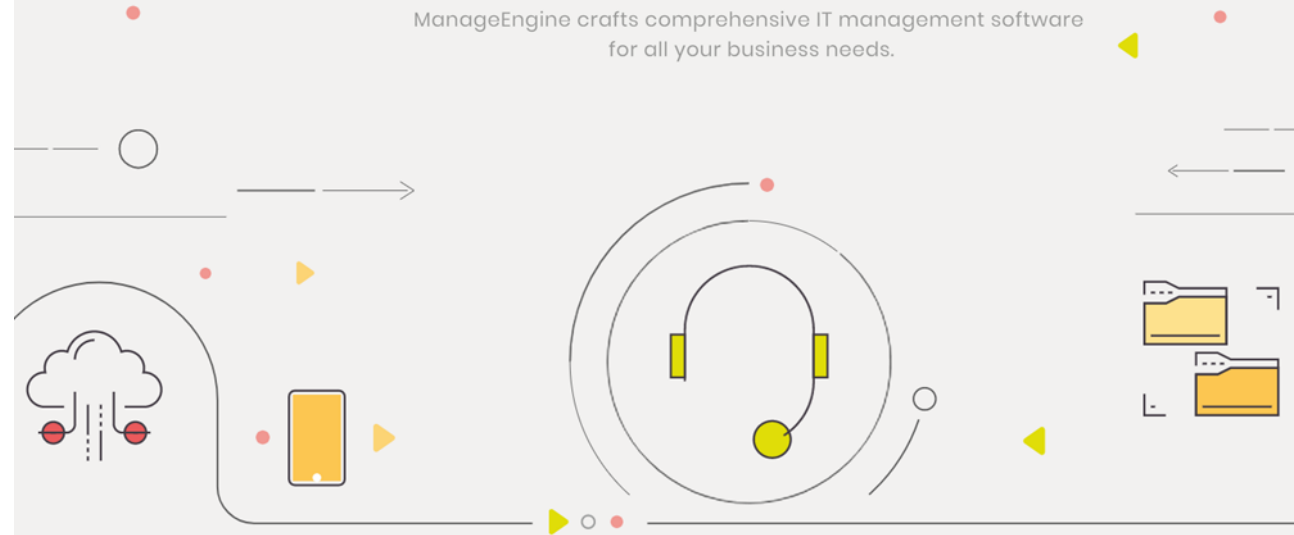 ManageEngine crafts comprehensive IT management software
for all your business needs.